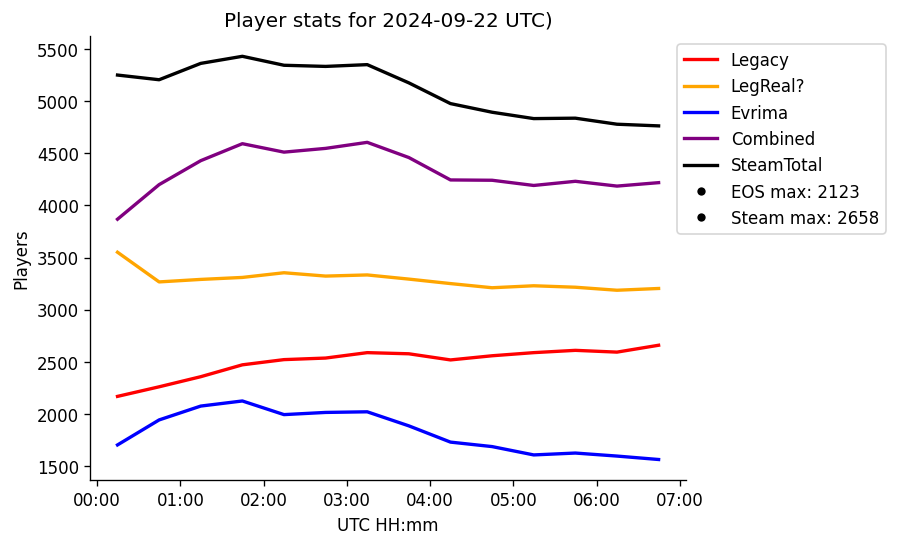 Player stats for 2024-09-22 UTC)
5500
5000
4500
4000
3500
3000
2500
2000
1500
Players
00:00 01:00 02:00 03:00 04:00 05:00 06:00 07:00
UTC HH:mm
Legacy
LegReal?
Evrima
Combined
SteamTotal
EOS max: 2123
Steam max: 2658